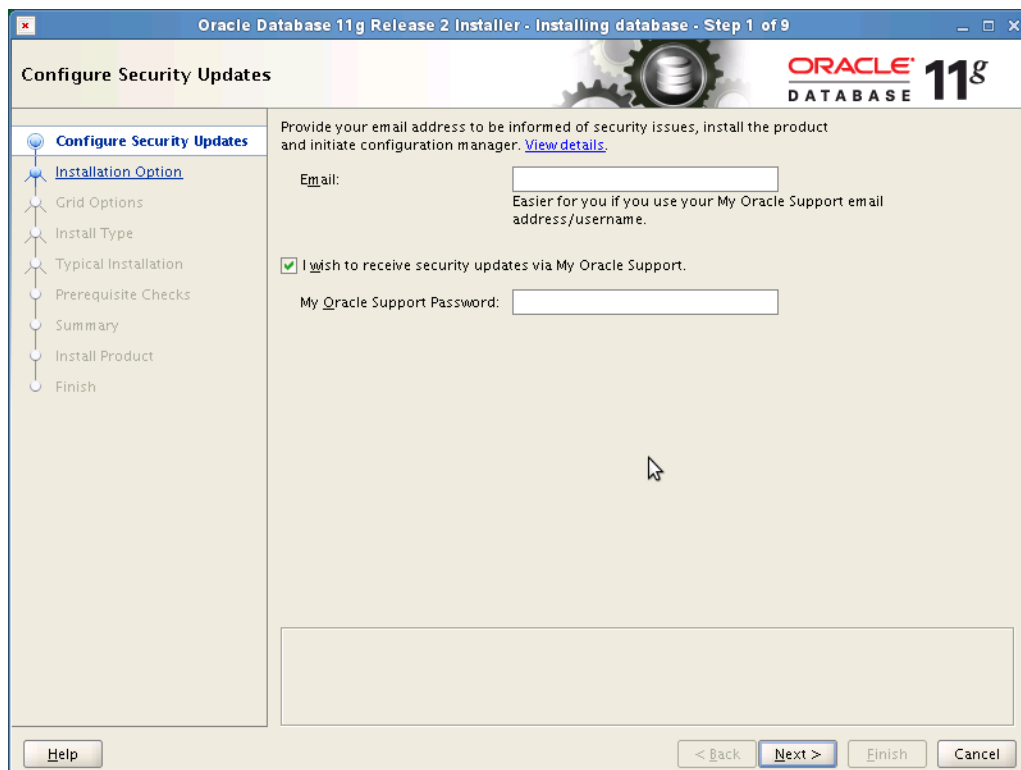 Oracle Database 11g Release 2 Installer - Installing database - Step 1 of 9
Configure Security Updates
ORACLE
DATABASE
11g
Configure Security Updates
Installation Option
Grid Options
Install Type
Typical Installation
Prerequisite Checks
Summary
Install Product
Finish
Provide your email address to be informed of security issues, install the product
and initiate configuration manager. View details.
Email:
Easier for you if you use your My Oracle Support email
address/username.
I wish to receive security updates via My Oracle Support.
My Oracle Support Password:
Help
< Back
Next >
Finish
Cancel